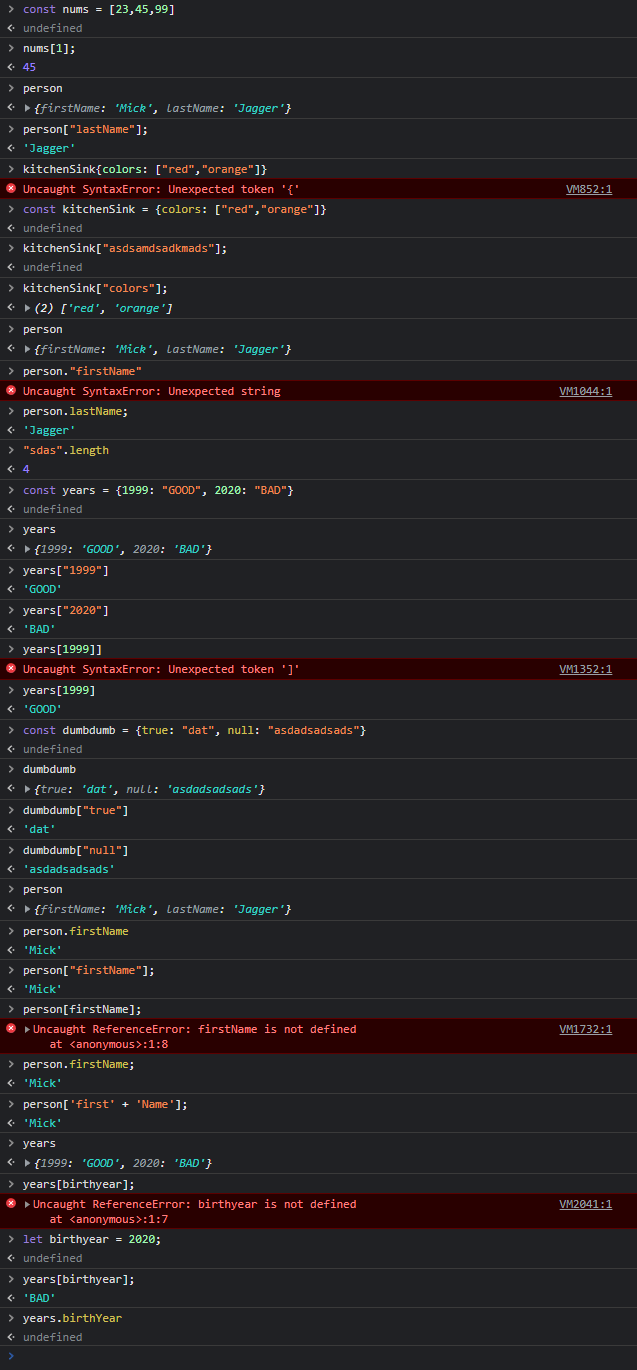 const nums = [23,45,99]
undefined
nums[1];
45
person
{firstName: 'Mick', lastName: 'Jagger'}
person["lastName"];
'Jagger'
kitchenSink{colors: ["red","orange"]}
Uncaught SyntaxError: Unexpected token '{' VM852:1
const kitchenSink = {colors: ["red","orange"]}
undefined
kitchenSink["asdsamdsadkmads"];
undefined
kitchenSink["colors"];
(2) ['red', 'orange']
person
{firstName: 'Mick', lastName: 'Jagger'}
person."firstName"
Uncaught SyntaxError: Unexpected string VM1044:1
person.lastName;
'Jagger'
"sdas".length
4
const years = {1999: "GOOD", 2020: "BAD"}
undefined
years
{1999: 'GOOD', 2020: 'BAD'}
years["1999"]
'GOOD'
years["2020"]
'BAD'
years[1999]]
Uncaught SyntaxError: Unexpected token ']' VM1352:1
years[1999]
'GOOD'
const dumbdumb = {true: "dat", null: "asdadsadsads"}
undefined
dumbdumb
{true: 'dat', null: 'asdadsadsads'}
dumbdumb["true"]
'dat'
dumbdumb["null"]
'asdadsadsads'
person
{firstName: 'Mick', lastName: 'Jagger'}
person.firstName
'Mick'
person["firstName"];
'Mick'
person[firstName];
Uncaught ReferenceError: firstName is not defined VM1732:1
at <anonymous>:1:8
person.firstName;
'Mick'
person['first' + 'Name'];
'Mick'
years
{1999: 'GOOD', 2020: 'BAD'}
years[birthyear];
Uncaught ReferenceError: birthyear is not defined VM2041:1
at <anonymous>:1:7
let birthyear = 2020;
undefined
years[birthyear];
'BAD'
years.birthYear
undefined